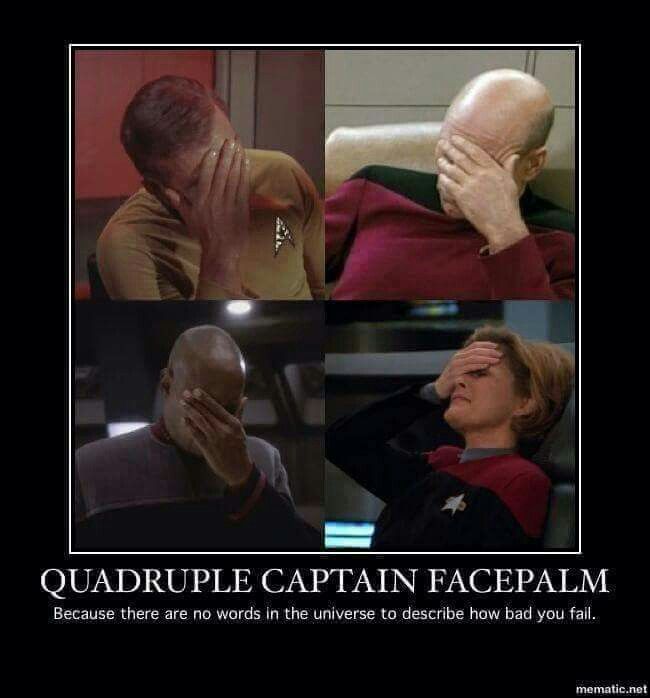 QUADRUPLE CAPTAIN FACEPALM
Because there are no words in the universe to describe how bad you fail.
mematic.net